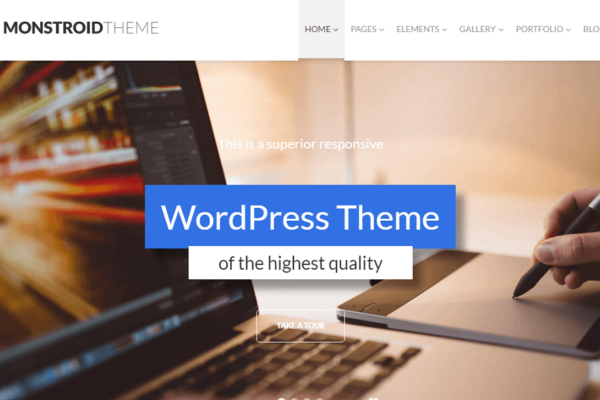 MONSTROIDTHEME
HOME PAGES ELEMENTS GALLERY PORTFOLIO BLO
This is a superior responsive
WordPress Theme
of the highest quality
TAKE A TOUR